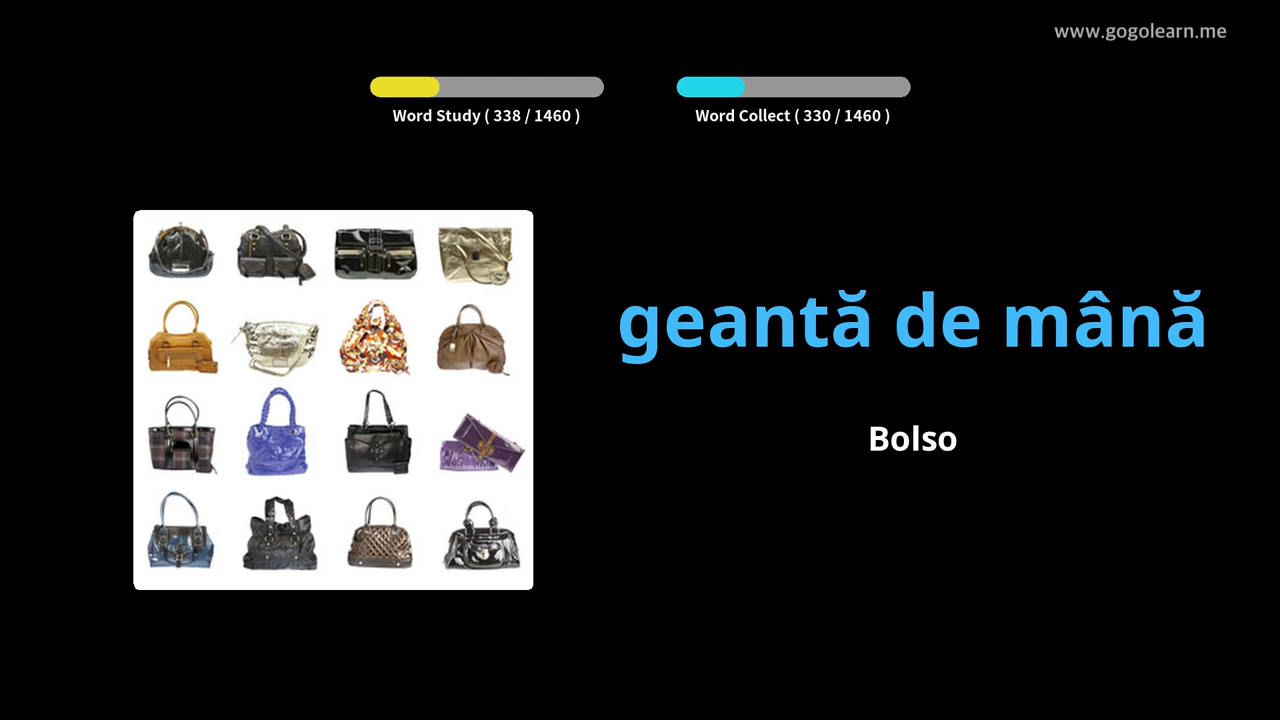 www.gogolearn.me
Word Study ( 338 / 1460 )
Word Collect ( 330 / 1460 )
geantă de mână
Bolso